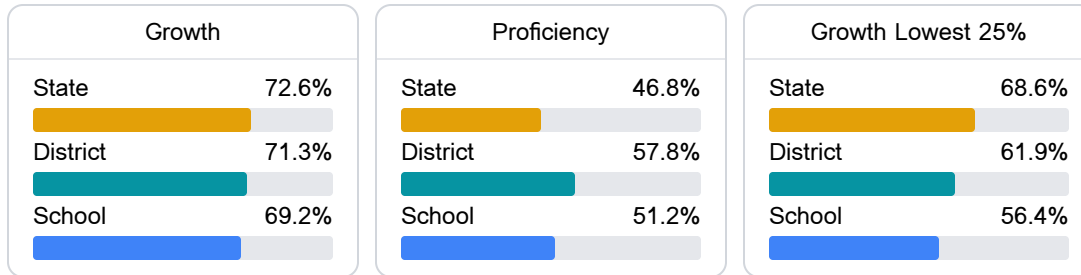 Growth
State 72.6%
District 71.3%
School 69.2%
Proficiency
State 46.8%
District 57.8%
School 51.2%
Growth Lowest 25%
State 68.6%
District 61.9%
School 56.4%